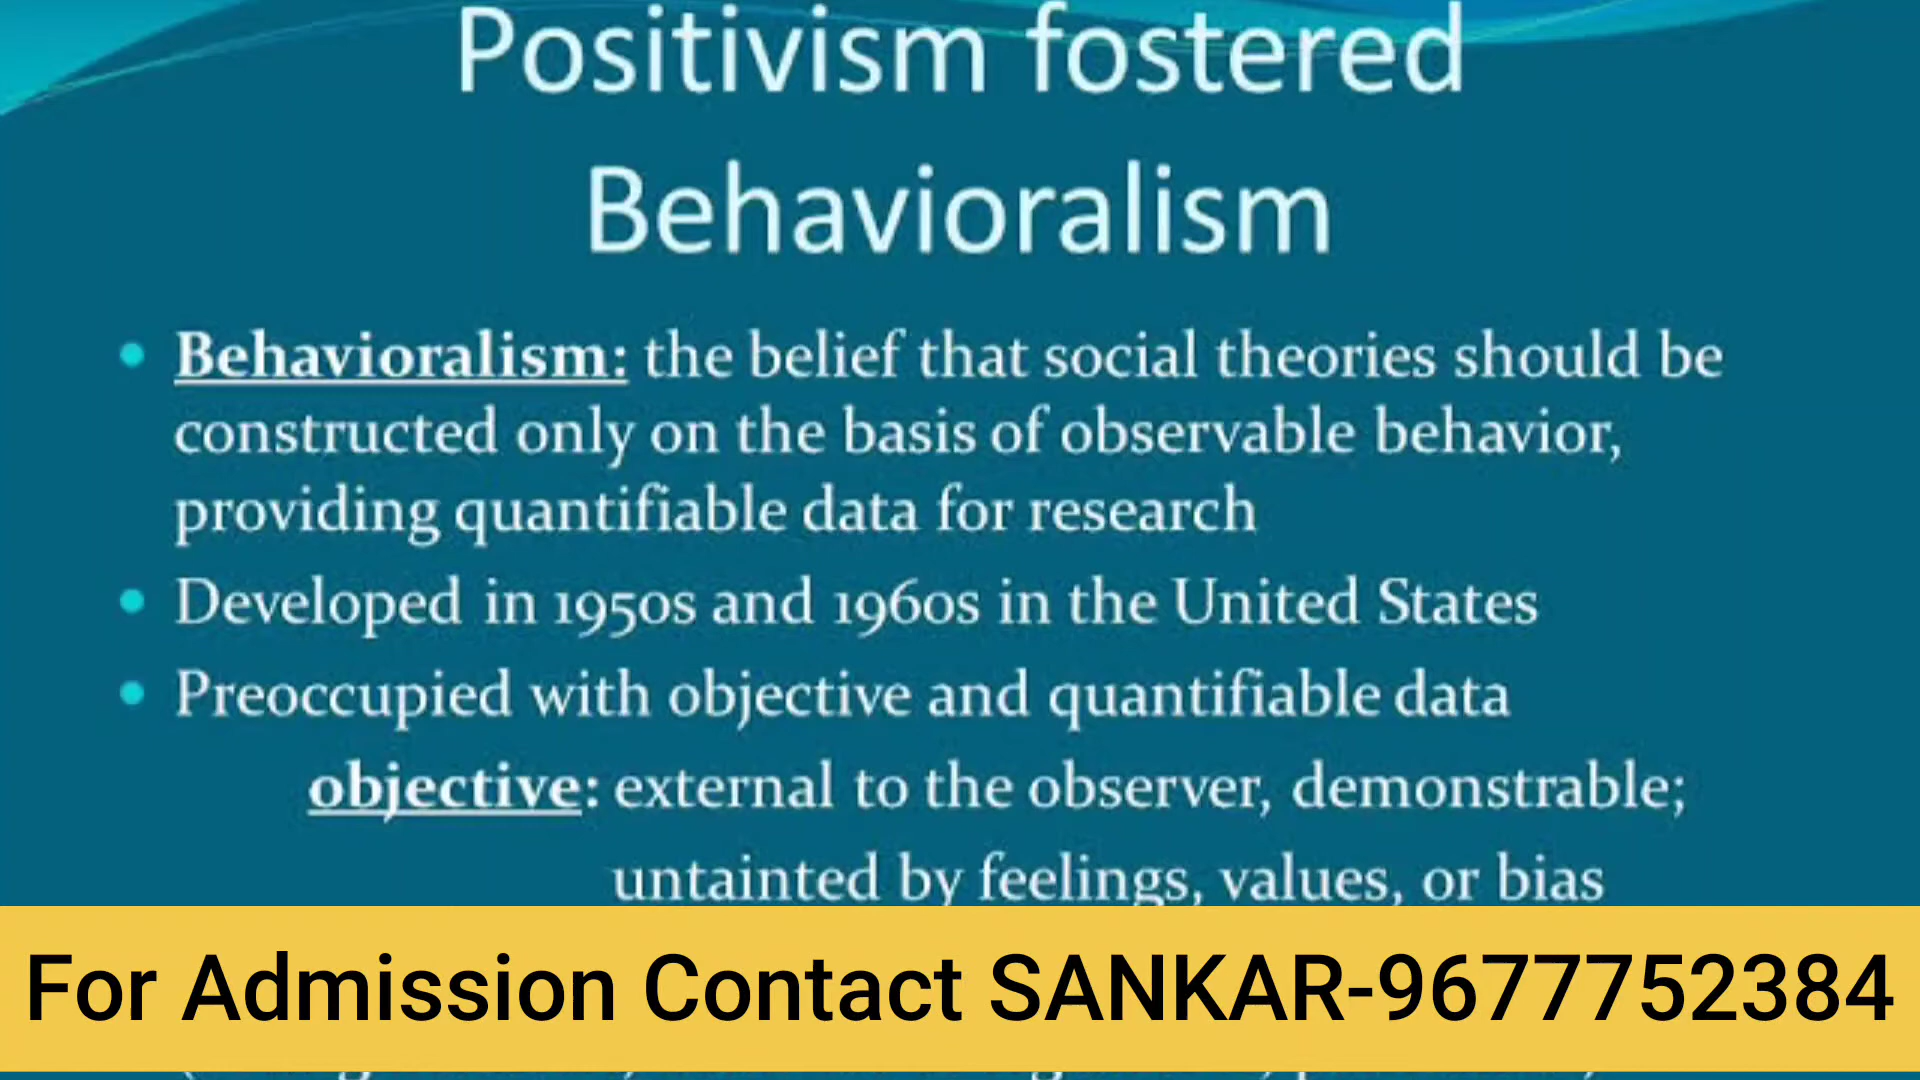 Positivism fostered
Behavioralism
• Behavioralism: the belief that social theories should be
constructed only on the basis of observable behavior,
providing quantifiable data for research
• Developed in 1950s and 1960s in the United States
• Preoccupied with objective and quantifiable data
objective: external to the observer, demonstrable;
untainted by feelings, values, or bias
For Admission Contact SANKAR-9677752384